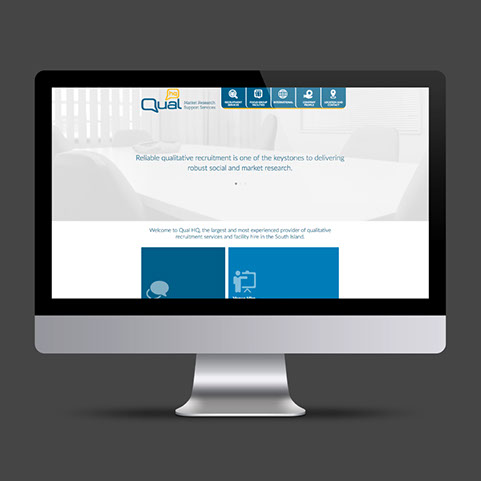 HQ
Qual
Market Research
Support Services
RECRUITMENT SERVICES
FOCUS GROUP FACILITIES
INTERNATIONAL
COMPANY PROFILE
LOCATION AND CONTACT
Reliable qualitative recruitment is one of the keystones to delivering
robust social and market research.
Welcome to Qual HQ, the largest and most experienced provider of qualitative
recruitment services and facility hire in the South Island.